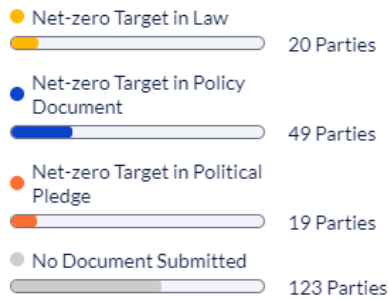 Net-zero Target in Law
20 Parties
Net-zero Target in Policy
Document
49 Parties
Net-zero Target in Political
Pledge
19 Parties
No Document Submitted
123 Parties